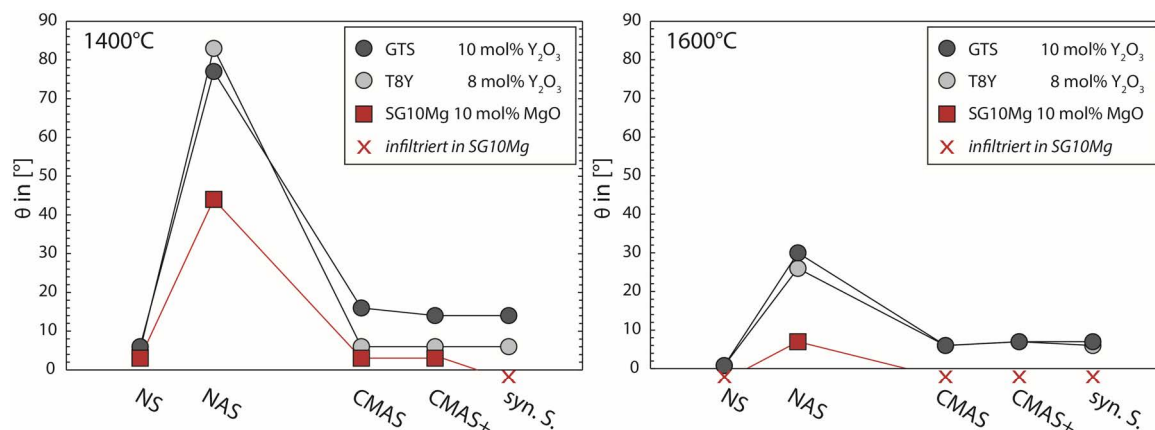 1400°C
GTS 10 mol% Y₂O₃
T8Y 8 mol% Y₂O₃
SG10Mg 10 mol% MgO
infiltriert in SG10Mg
θ in [°]
90
80
70
60
50
40
30
20
10
0
NS
NAS
CMAS
CMAS+
syn. S.
1600°C
GTS 10 mol% Y₂O₃
T8Y 8 mol% Y₂O₃
SG10Mg 10 mol% MgO
infiltriert in SG10Mg
θ in [°]
90
80
70
60
50
40
30
20
10
0
NS
NAS
CMAS
CMAS+
syn. S.